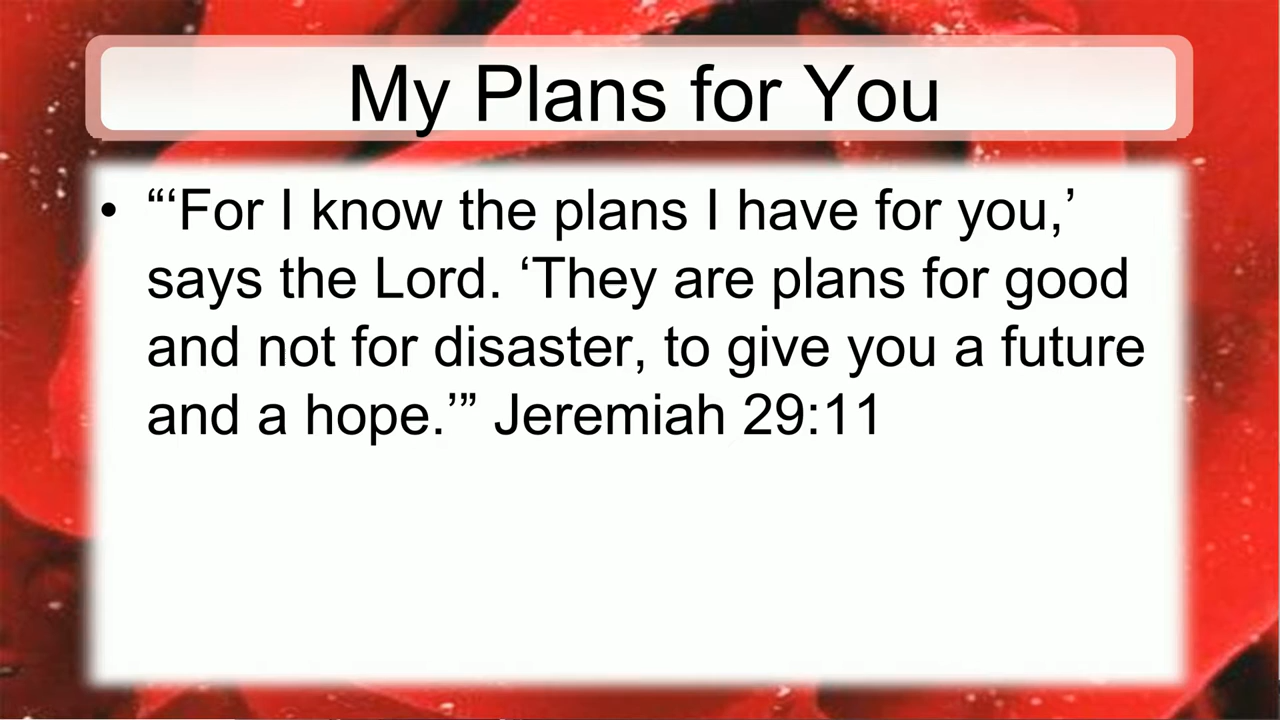 My Plans for You
• “‘For I know the plans I have for you,’
says the Lord. ‘They are plans for good
and not for disaster, to give you a future
and a hope.’” Jeremiah 29:11